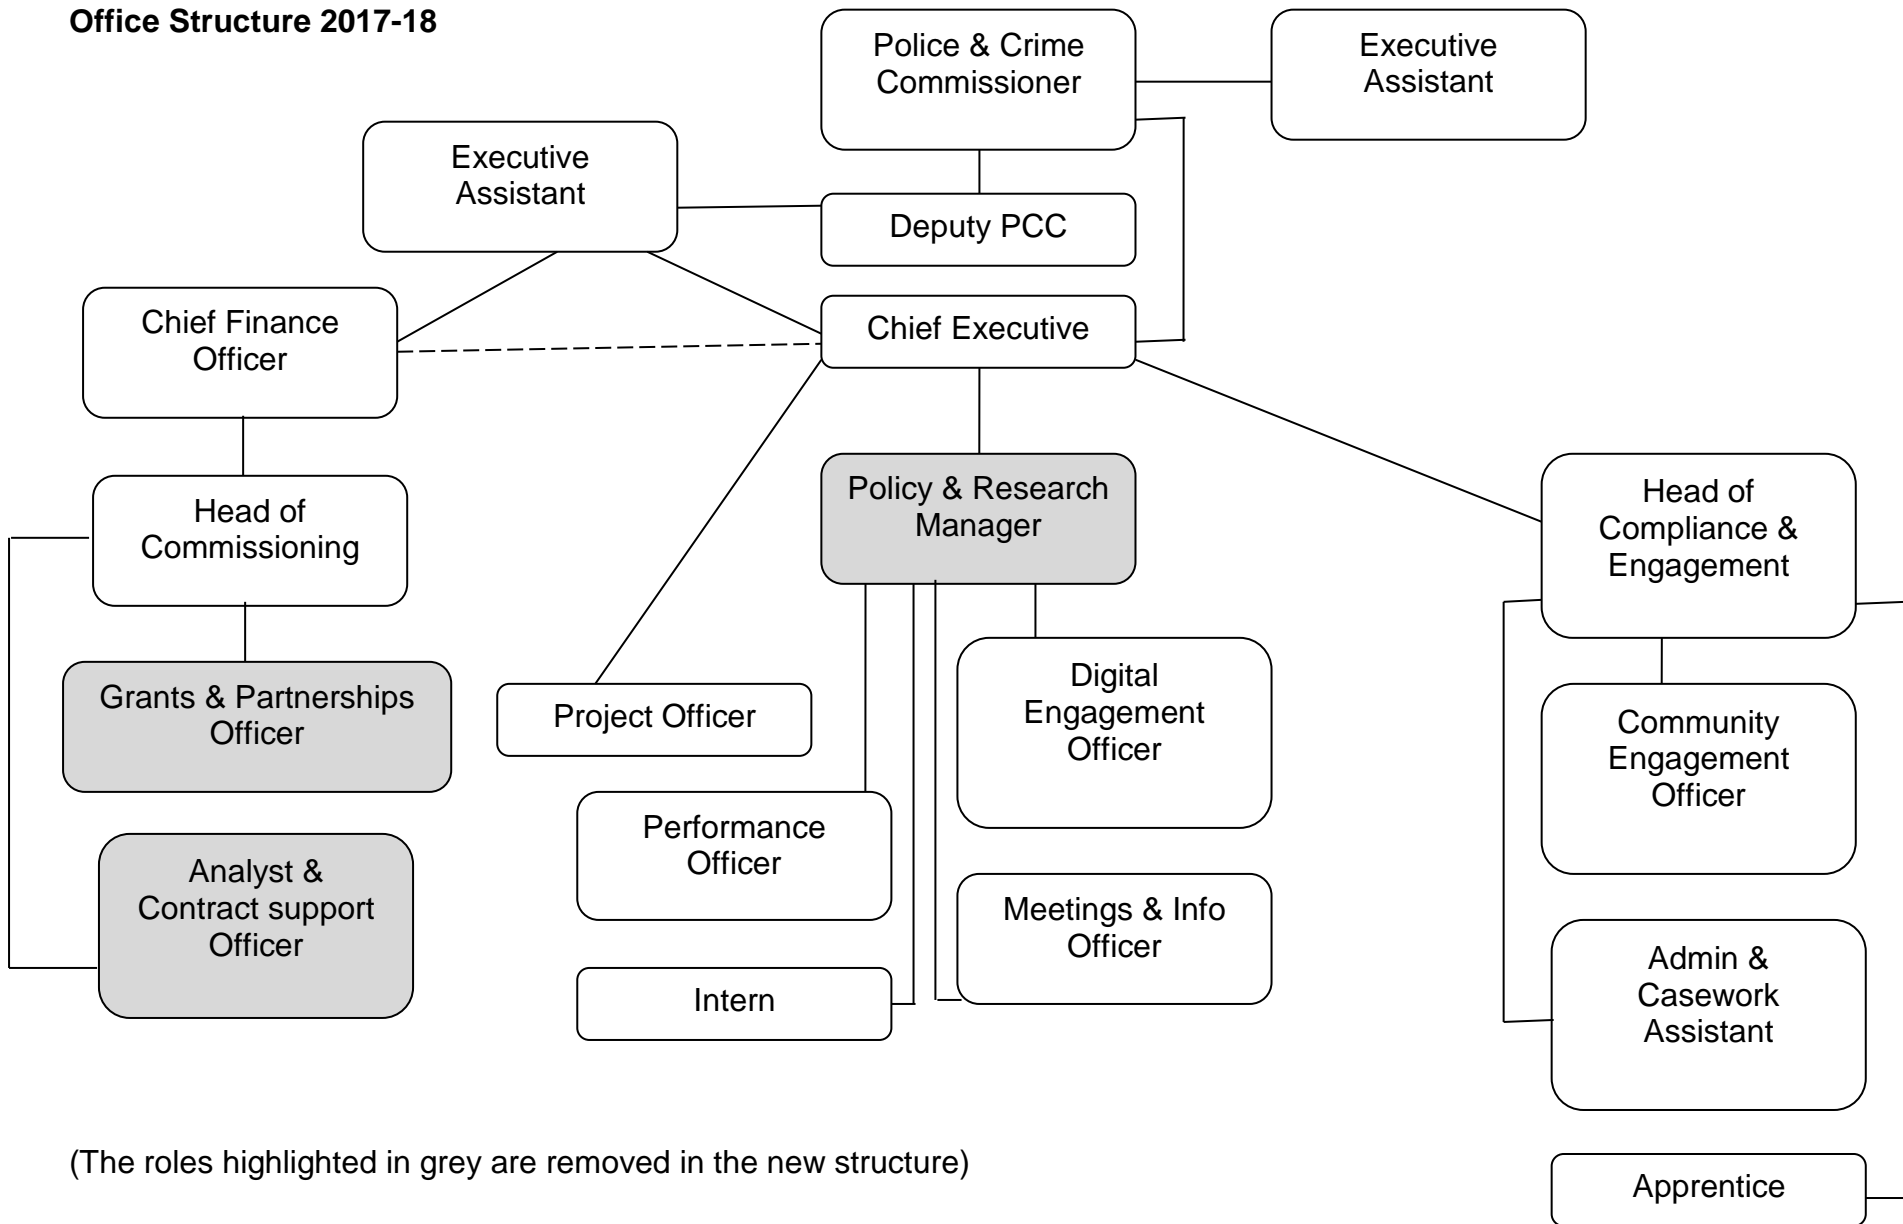 Office Structure 2017-18
Police & Crime
Commissioner
Executive
Assistant
Executive
Assistant
Deputy PCC
Chief Finance
Officer
Chief Executive
Head of
Commissioning
Policy & Research
Manager
Head of
Compliance &
Engagement
Grants & Partnerships
Officer
Project Officer
Digital
Engagement
Officer
Community
Engagement
Officer
Performance
Officer
Analyst &
Contract support
Officer
Meetings & Info
Officer
Admin &
Casework
Assistant
Intern
(The roles highlighted in grey are removed in the new structure)
Apprentice